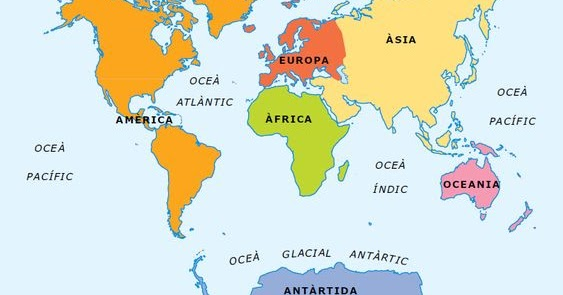 ÀSIA
EUROPA
OCEÀ
ATLÀNTIC
OCEÀ
PACÍFIC
AMÈRICA
ÀFRICA
OCEÀ
PACÍFIC
OCEÀ
ÍNDIC
OCEANIA
OCEÀ GLACIAL ANTÀRTIC
ANTÀRTIDA